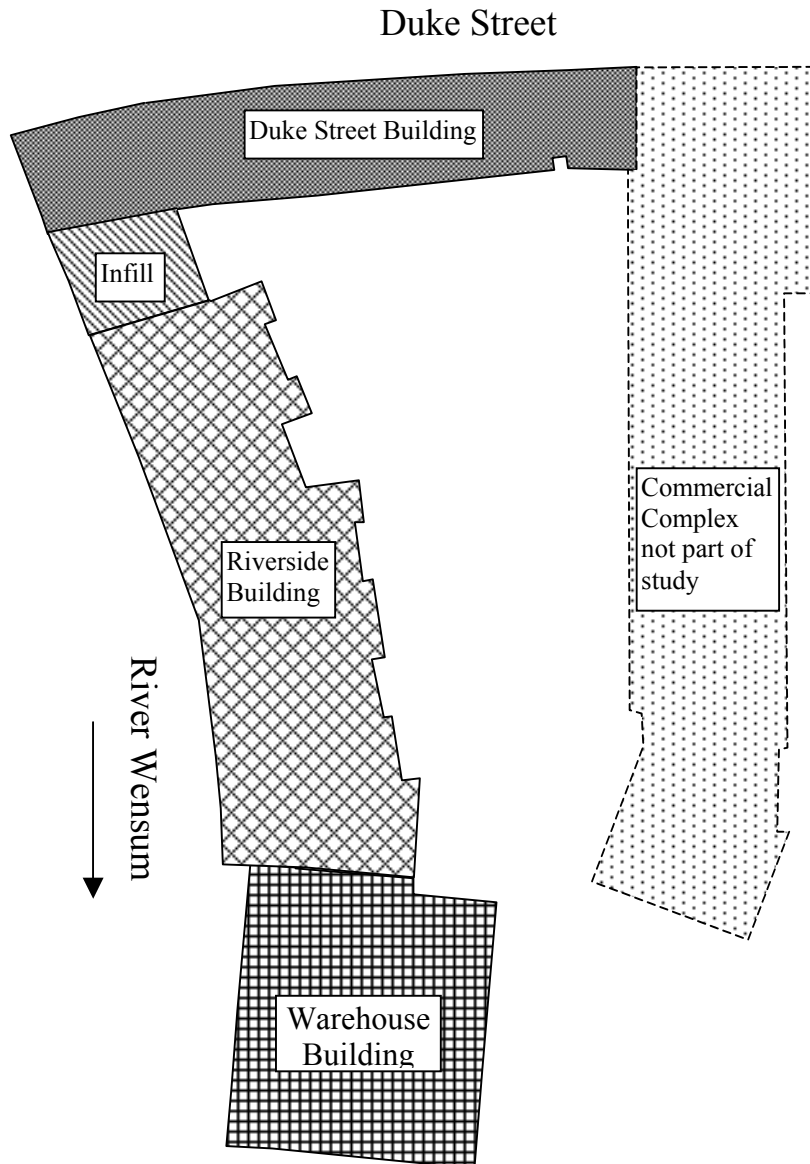 Duke Street
Duke Street Building
Infill
Commercial
Complex
not part of
study
Riverside
Building
River Wensum
Warehouse
Building